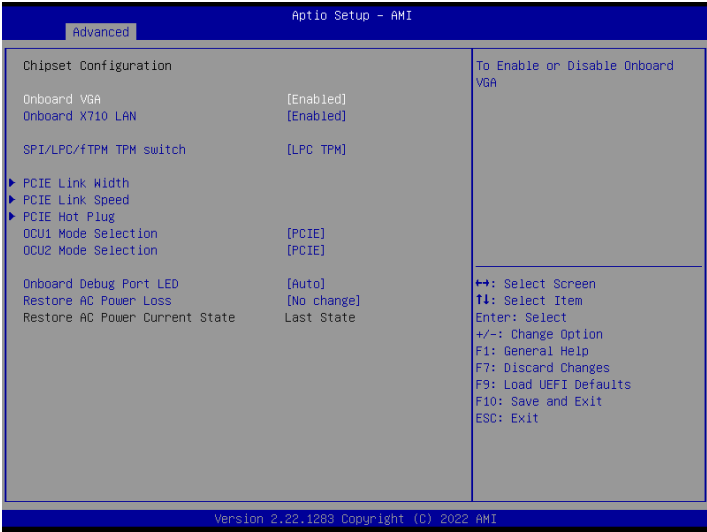 Aptio Setup – AMI
Advanced
Chipset Configuration
Onboard VGA [Enabled]
Onboard X710 LAN [Enabled]
SPI/LPC/fTPM TPM switch [LPC TPM]
PCIE Link Width
PCIE Link Speed
PCIE Hot Plug
OCU1 Mode Selection [PCIE]
OCU2 Mode Selection [PCIE]
Onboard Debug Port LED [Auto]
Restore AC Power Loss [No change]
Restore AC Power Current State Last State
To Enable or Disable Onboard
VGA
↔: Select Screen
↑↓: Select Item
Enter: Select
+/-: Change Option
F1: General Help
F7: Discard Changes
F9: Load UEFI Defaults
F10: Save and Exit
ESC: Exit
Version 2.22.1283 Copyright (C) 2022 AMI